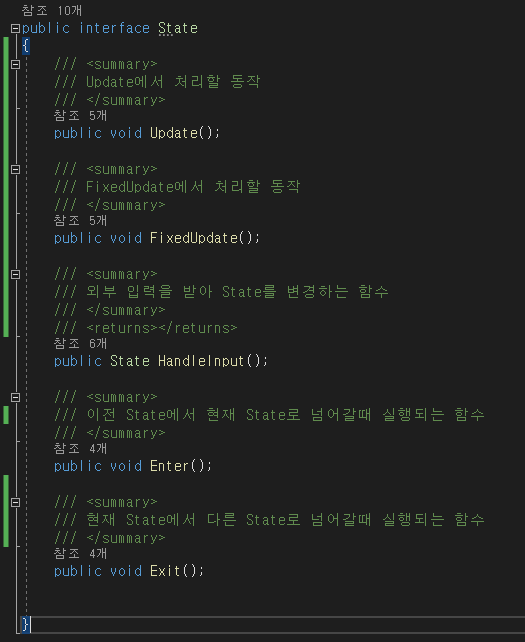 참조 10개
public interface State
{
/// <summary>
/// Update에서 처리할 동작
/// </summary>
참조 5개
public void Update();
/// <summary>
/// FixedUpdate에서 처리할 동작
/// </summary>
참조 5개
public void FixedUpdate();
/// <summary>
/// 외부 입력을 받아 State를 변경하는 함수
/// </summary>
/// <returns></returns>
참조 6개
public State HandleInput();
/// <summary>
/// 이전 State에서 현재 State로 넘어갈때 실행되는 함수
/// </summary>
참조 4개
public void Enter();
/// <summary>
/// 현재 State에서 다른 State로 넘어갈때 실행되는 함수
/// </summary>
참조 4개
public void Exit();
}